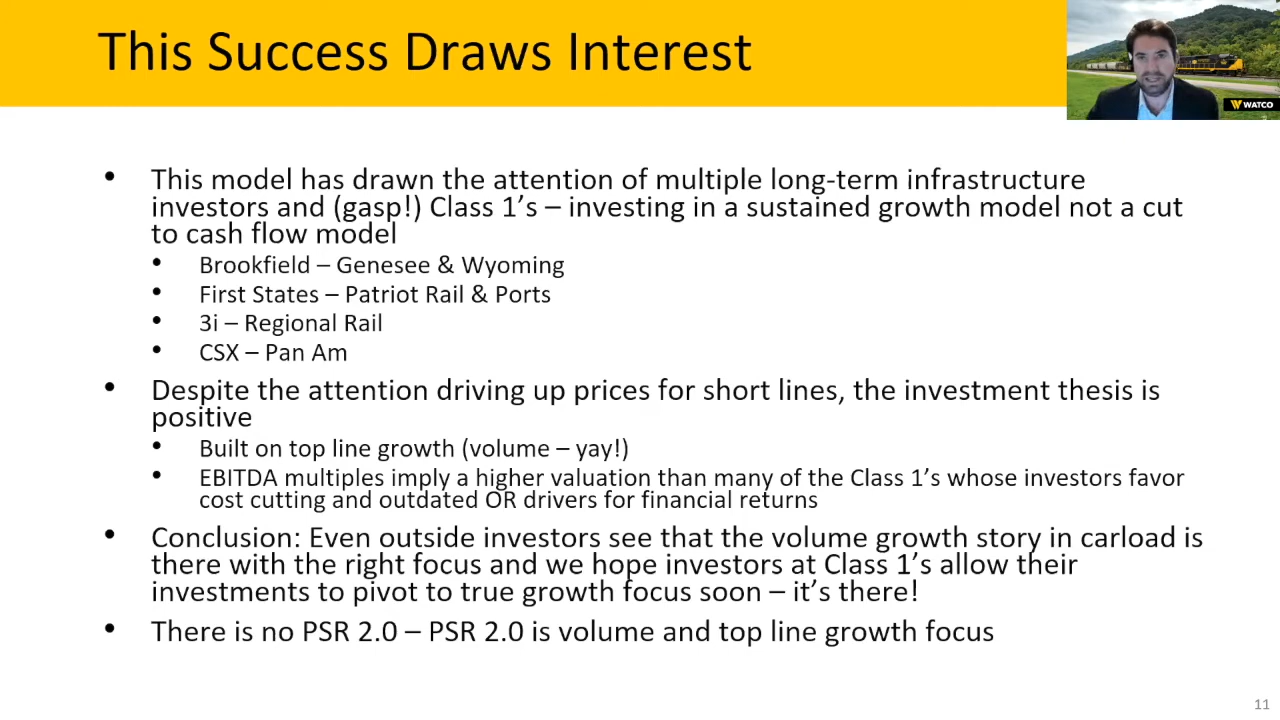 This Success Draws Interest
WATCO
• This model has drawn the attention of multiple long-term infrastructure
investors and (gasp!) Class 1’s – investing in a sustained growth model not a cut
to cash flow model
• Brookfield – Genesee & Wyoming
• First States – Patriot Rail & Ports
• 3i – Regional Rail
• CSX – Pan Am
• Despite the attention driving up prices for short lines, the investment thesis is
positive
• Built on top line growth (volume – yay!)
• EBITDA multiples imply a higher valuation than many of the Class 1’s whose investors favor
cost cutting and outdated OR drivers for financial returns
• Conclusion: Even outside investors see that the volume growth story in carload is
there with the right focus and we hope investors at Class 1’s allow their
investments to pivot to true growth focus soon – it’s there!
• There is no PSR 2.0 – PSR 2.0 is volume and top line growth focus
11